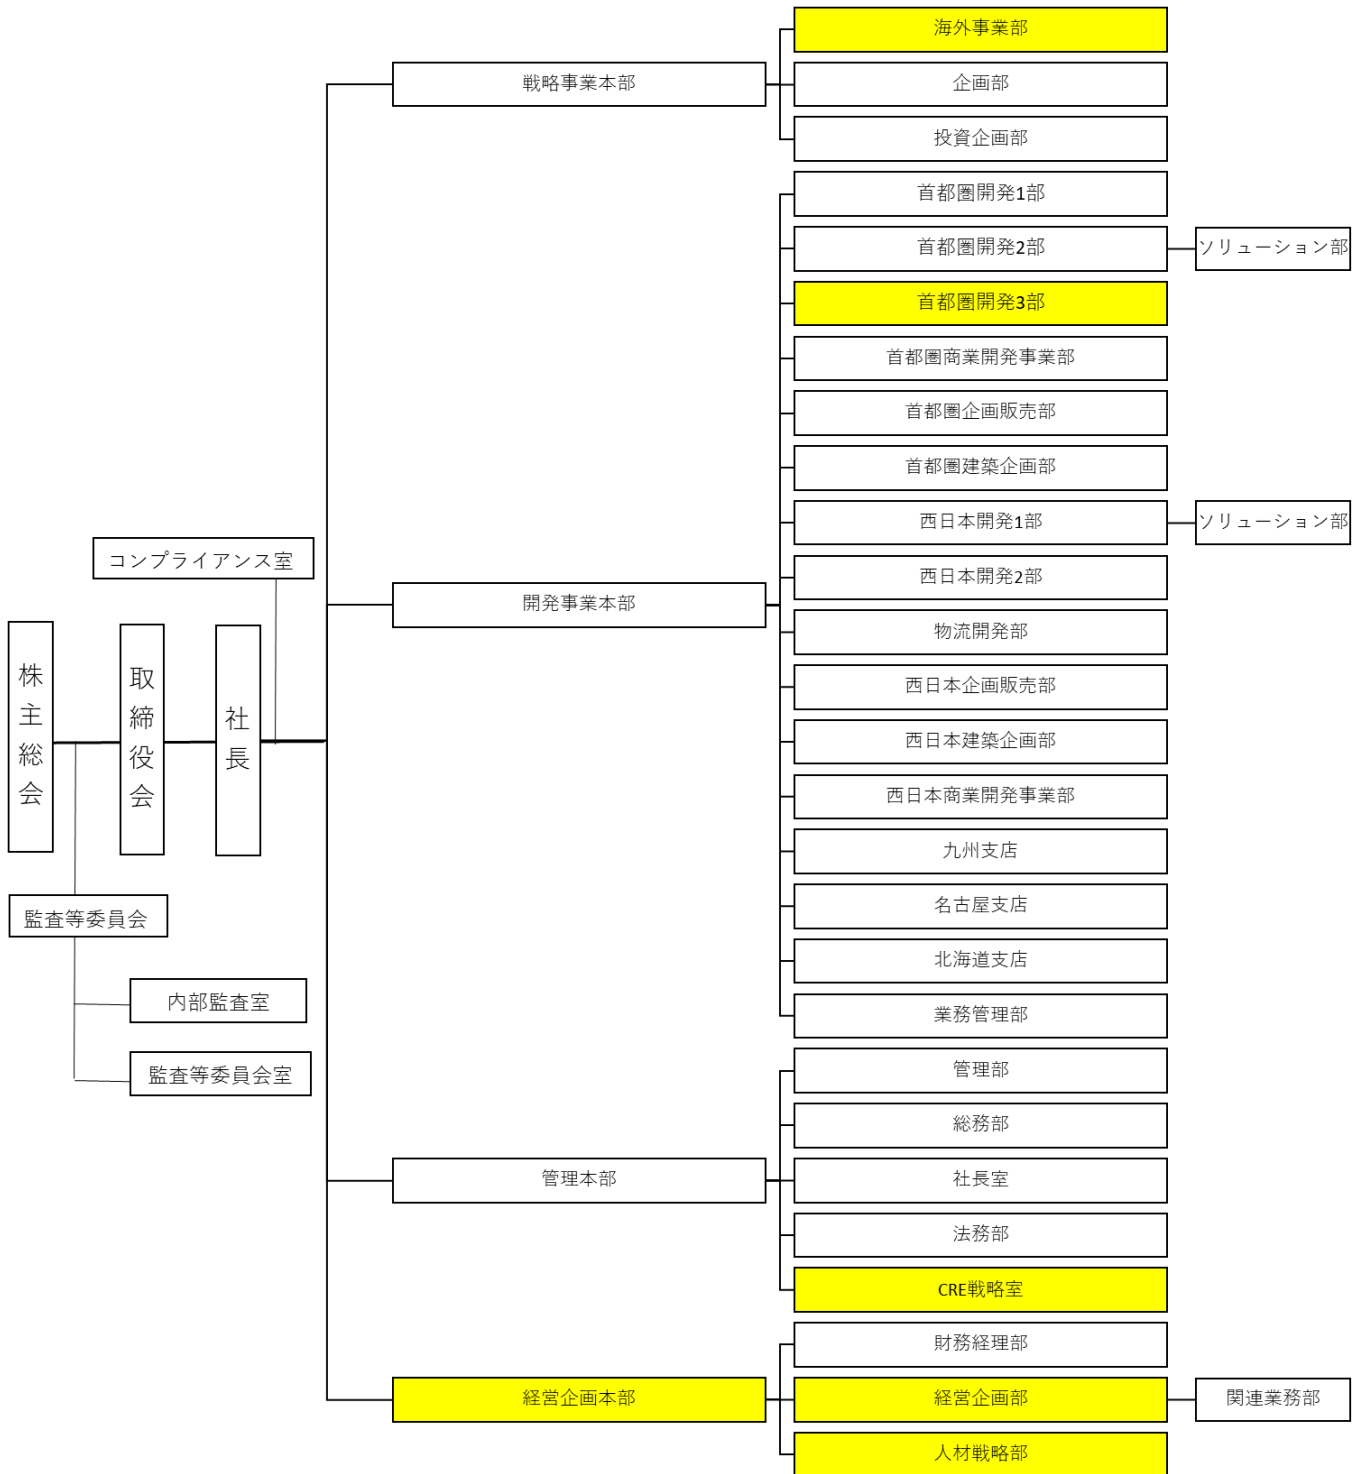 海外事業部
戦略事業本部
企画部
投資企画部
首都圏開発1部
首都圏開発2部
ソリューション部
首都圏開発3部
首都圏商業開発事業部
首都圏企画販売部
首都圏建築企画部
西日本開発1部
ソリューション部
コンプライアンス室
西日本開発2部
開発事業本部
物流開発部
株主総会
取締役会
社長
西日本企画販売部
西日本建築企画部
西日本商業開発事業部
九州支店
名古屋支店
監査等委員会
北海道支店
内部監査室
業務管理部
監査等委員会室
管理部
総務部
管理本部
社長室
法務部
CRE戦略室
財務経理部
経営企画本部
経営企画部
関連業務部
人材戦略部